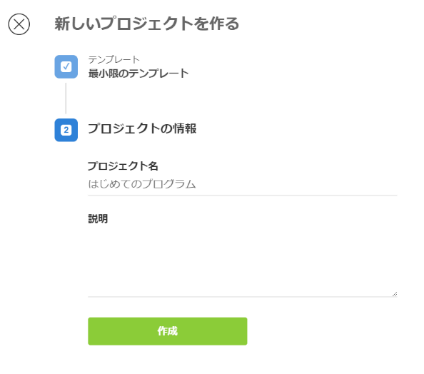 新しいプロジェクトを作る
テンプレート
最小限のテンプレート
2
プロジェクトの情報
プロジェクト名
はじめてのプログラム
説明
作成